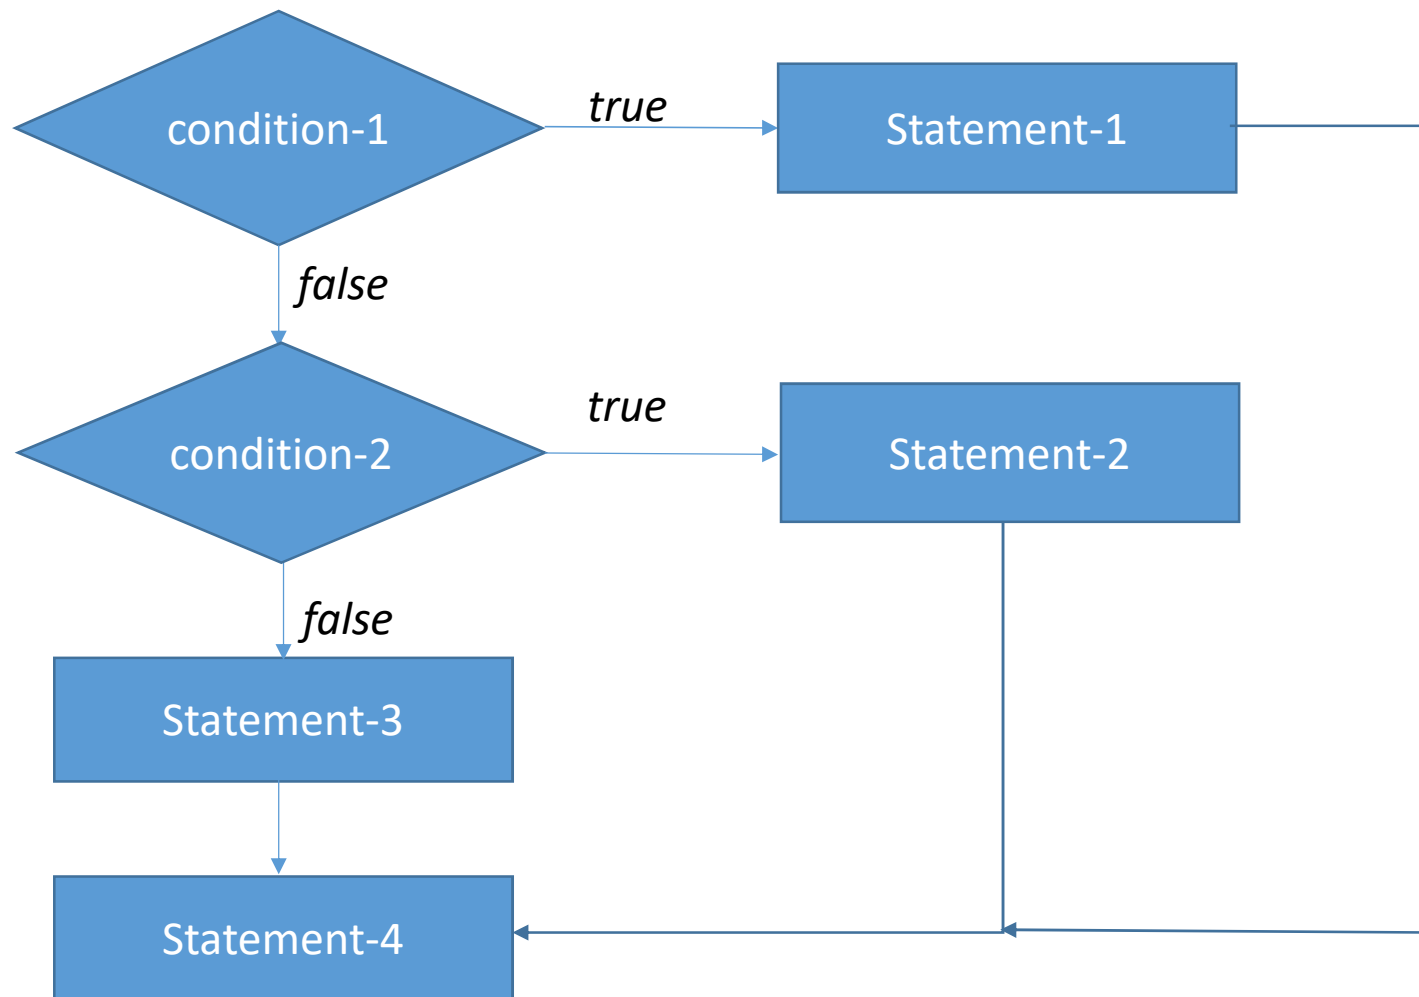 condition-1
true
Statement-1
false
condition-2
true
Statement-2
false
Statement-3
Statement-4